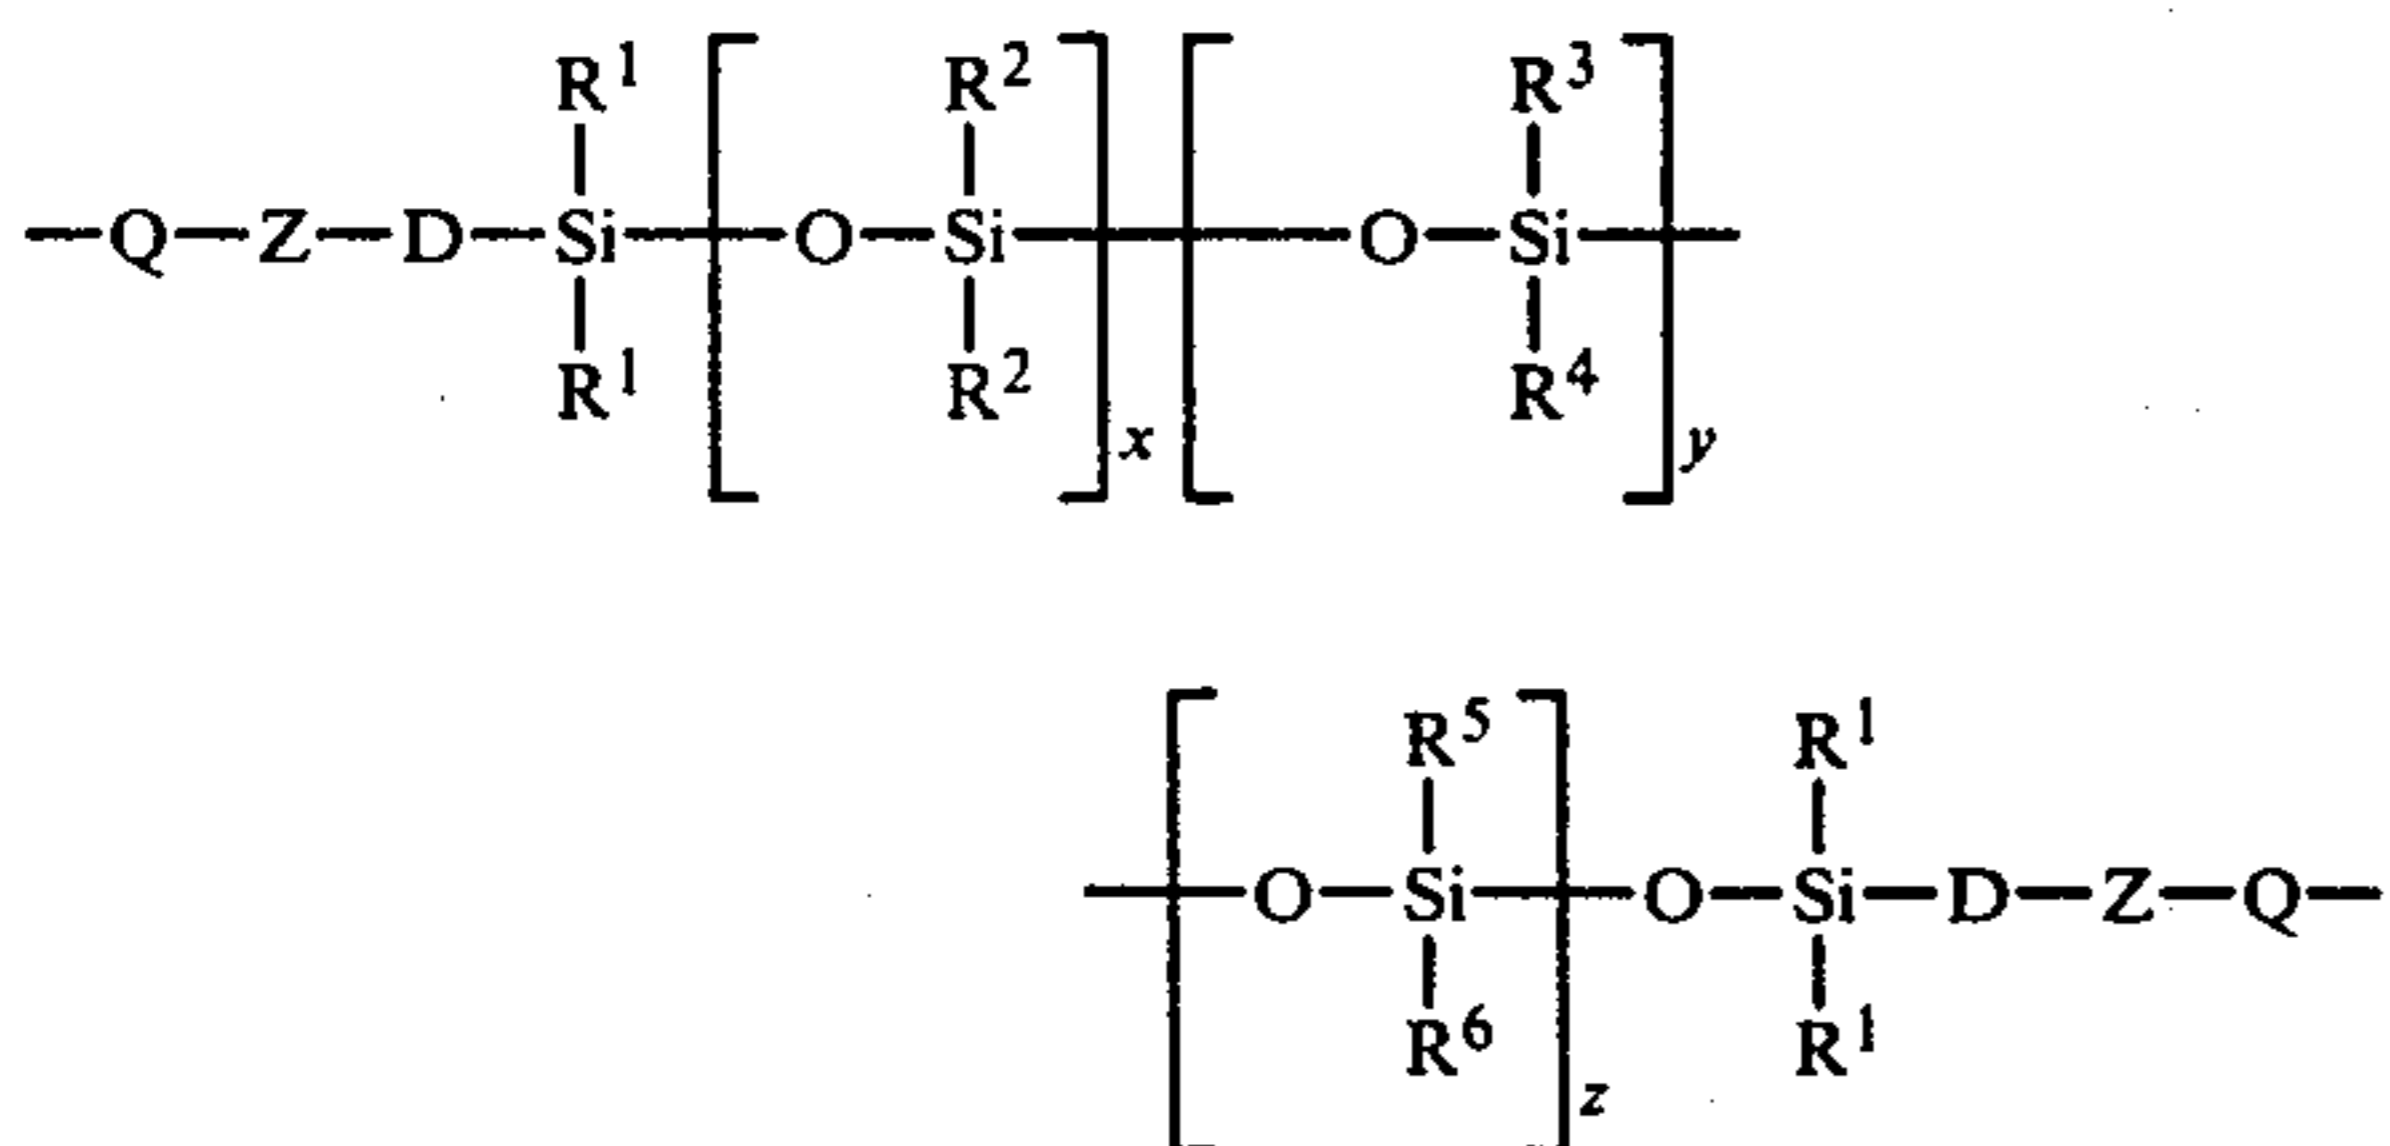 R¹ R² R³
—Q—Z—D—Si—[—O—Si—]x—[—O—Si—]y—
R¹ R² R⁴
R⁵ R¹
—[—O—Si—]z—O—Si—D—Z—Q—
R⁶ R¹